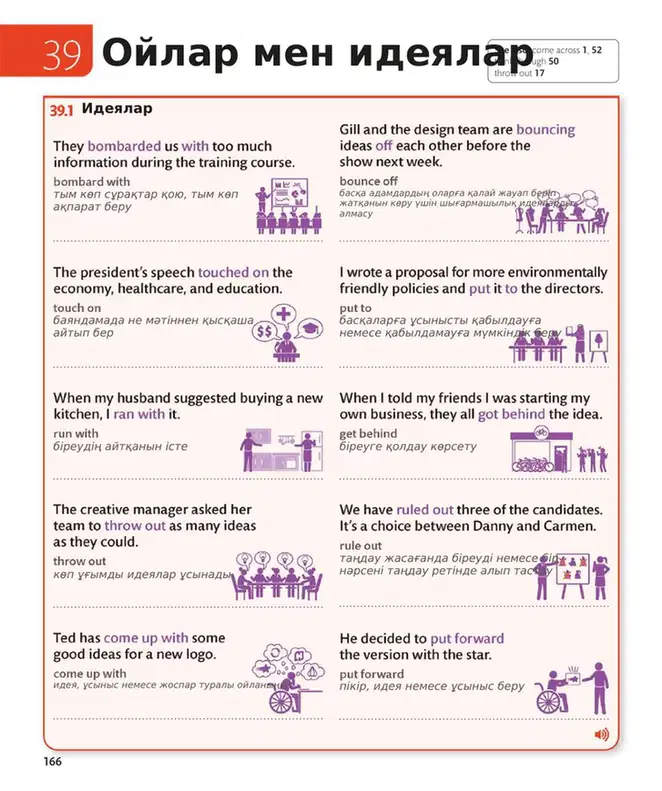 39 Ойлар мен идеялар
come across 1, 52
50
throw out 17
39.1 Идеялар
They bombarded us with too much
information during the training course.
bombard with
тым көп сұрақтар қою, тым көп
ақпарат беру
Gill and the design team are bouncing
ideas off each other before the
show next week.
bounce off
басқа адамдардың оларға қалай жауап беріп
жатқанын көру үшін шығармашылық идеяларды
алмасу
The president's speech touched on the
economy, healthcare, and education.
touch on
баяндамада не мәтіннен қысқаша
айтып бер
$$
I wrote a proposal for more environmentally
friendly policies and put it to the directors.
put to
басқаларға ұсынысты қабылдауға
немесе қабылдамауға мүмкіндік беру
When my husband suggested buying a new
kitchen, I ran with it.
run with
біреудің айтқанын істе
When I told my friends I was starting my
own business, they all got behind the idea.
get behind
біреуге қолдау көрсету
The creative manager asked her
team to throw out as many ideas
as they could.
throw out
көп ұғымды идеялар ұсынады
We have ruled out three of the candidates.
It's a choice between Danny and Carmen.
rule out
таңдау жасағанда біреуді немесе бір
нәрсені таңдау ретінде алып тастау
Ted has come up with some
good ideas for a new logo.
come up with
идея, ұсыныс немесе жоспар туралы
He decided to put forward
the version with the star.
put forward
пікір, идея немесе ұсыныс беру
166